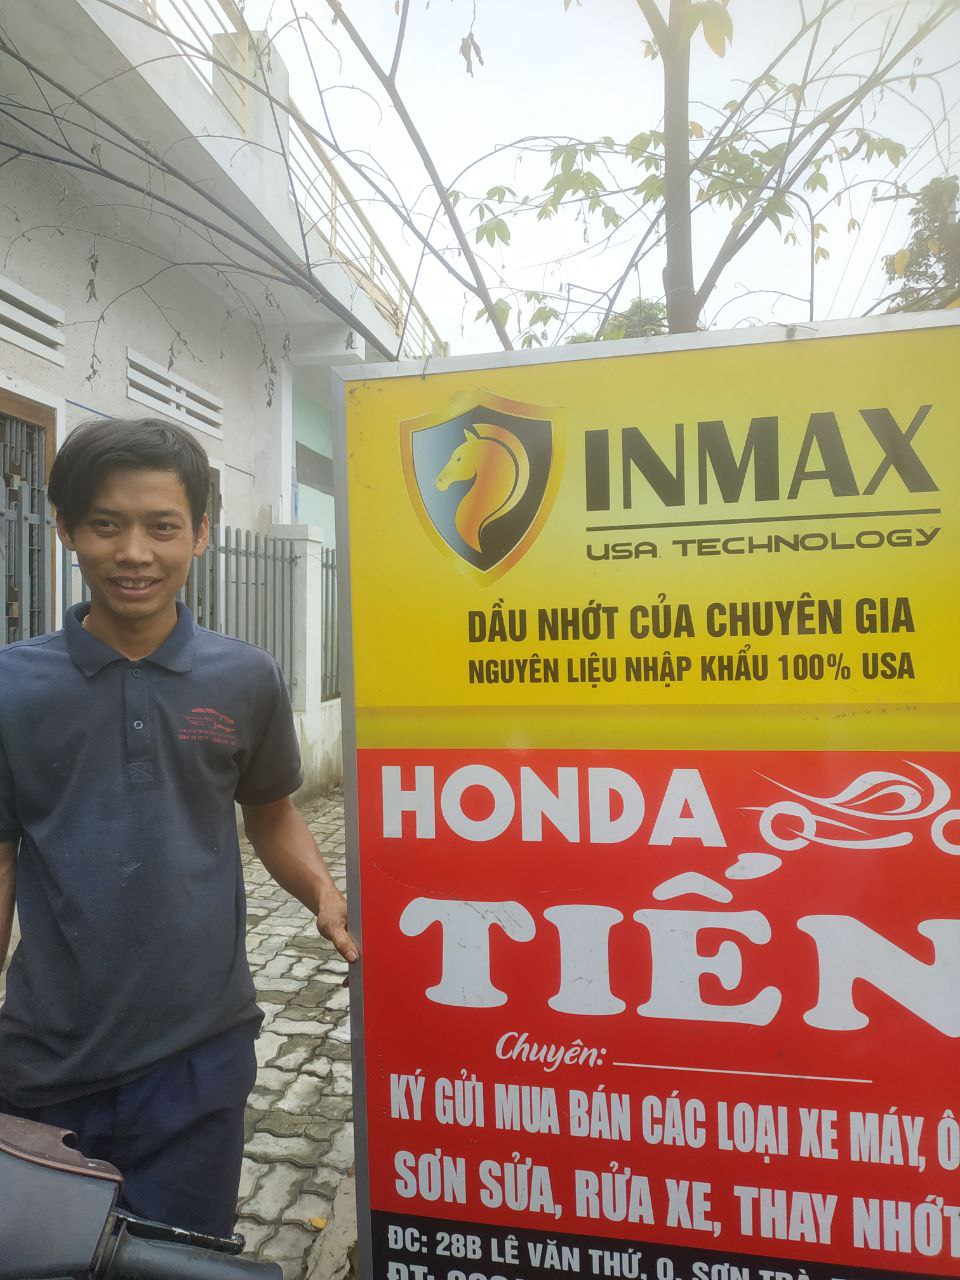 INMAX
USA TECHNOLOGY
DẦU NHỚT CỦA CHUYÊN GIA
NGUYÊN LIỆU NHẬP KHẨU 100% USA
HONDA
TIẾN
Chuyên:
KÝ GỬI MUA BÁN CÁC LOẠI XE MÁY, Ô
SƠN SỬA, RỬA XE, THAY NHỚT
ĐC: 28B LÊ VĂN THỨ, Q. SƠN TRÀ
ĐT: